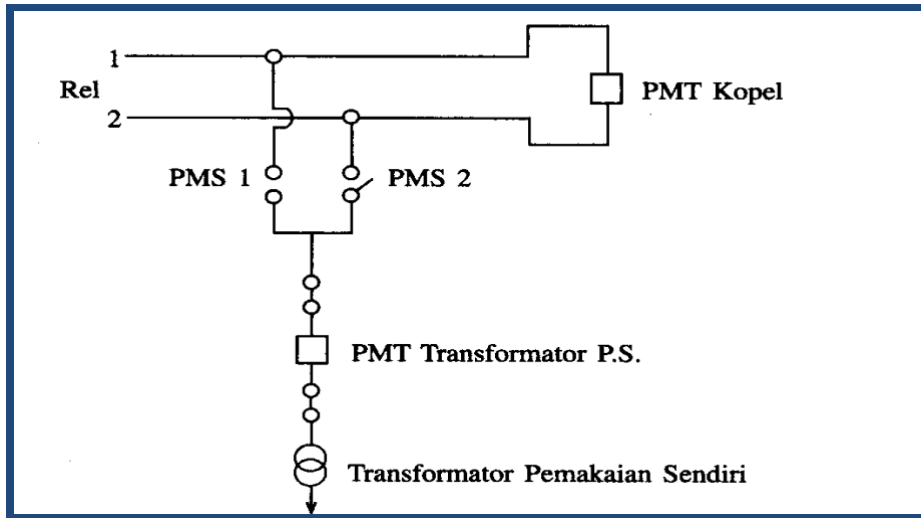 1
Rel
2
PMT Kopel
PMS 1
PMS 2
PMT Transformator P.S.
Transformator Pemakaian Sendiri